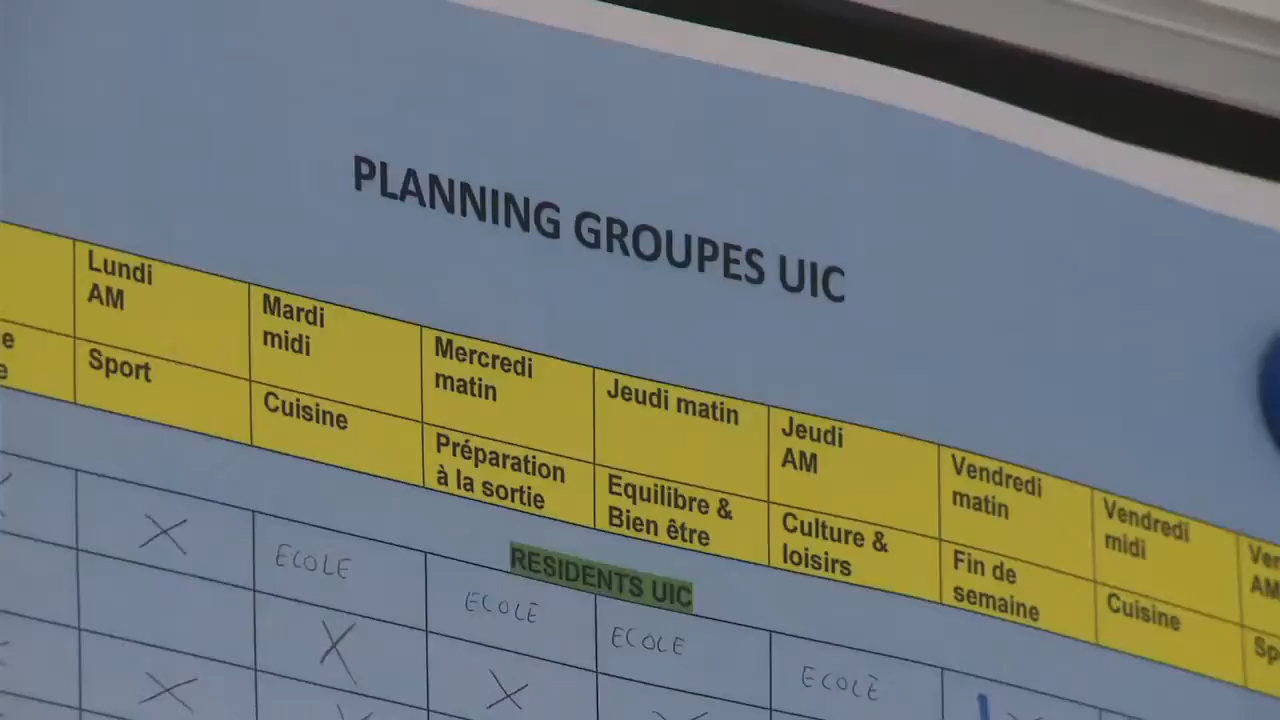 PLANNING GROUPES UIC
Lundi
AM
Mardi
midi
Mercredi
matin
Jeudi matin
Jeudi
AM
Vendredi
matin
Vendredi
midi
Sport
Cuisine
Préparation
à la sortie
Equilibre &
Bien être
Culture &
loisirs
Fin de
semaine
Cuisine
RESIDENTS UIC
X
ECOLE
ECOLE
ECOLE
ECOLE
X
X
X